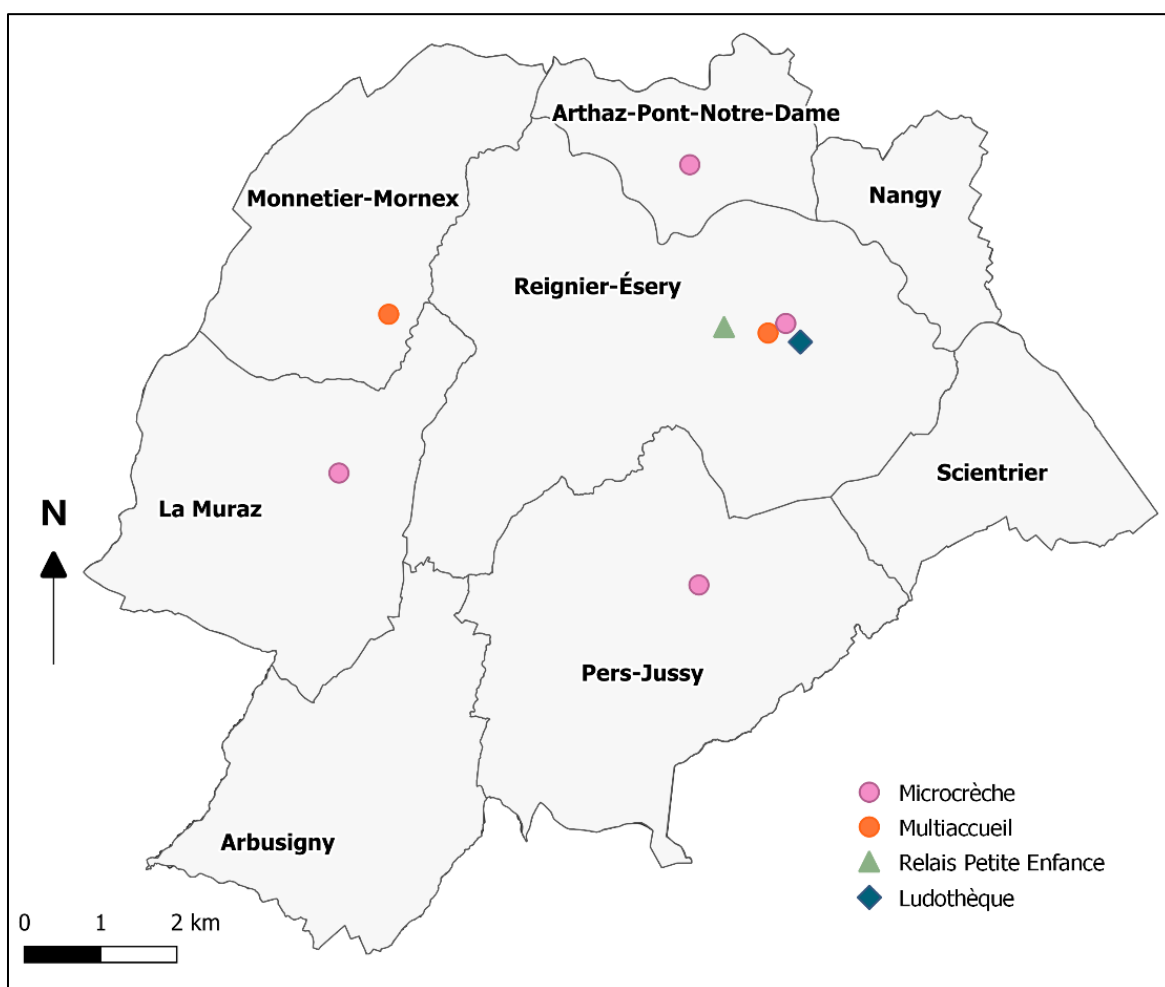 Arthaz-Pont-Notre-Dame
Monnetier-Mornex
Nangy
Reignier-Ésery
Scientrier
La Muraz
N
Pers-Jussy
Arbusigny
Microcrèche
Multiaccueil
Relais Petite Enfance
Ludothèque
0 1 2 km